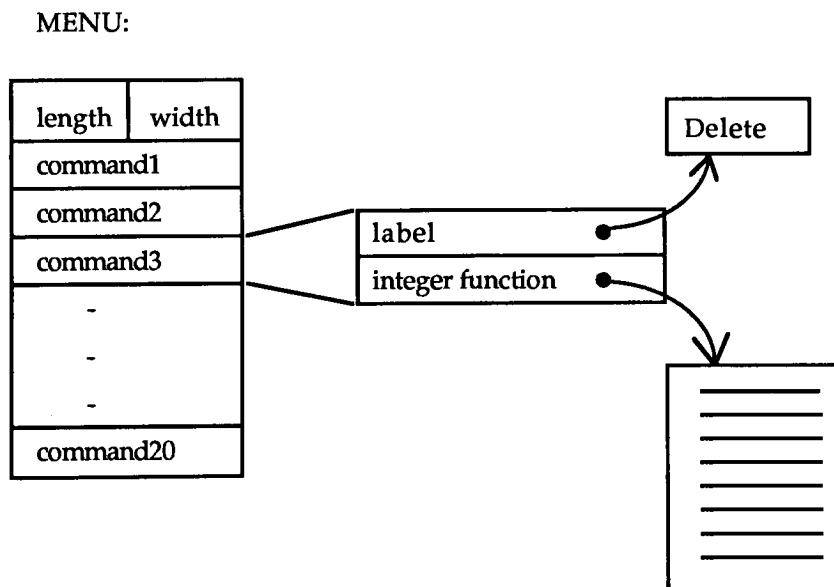 MENU:
length width
command1
command2
command3
-
-
-
command20
label
integer function
Delete